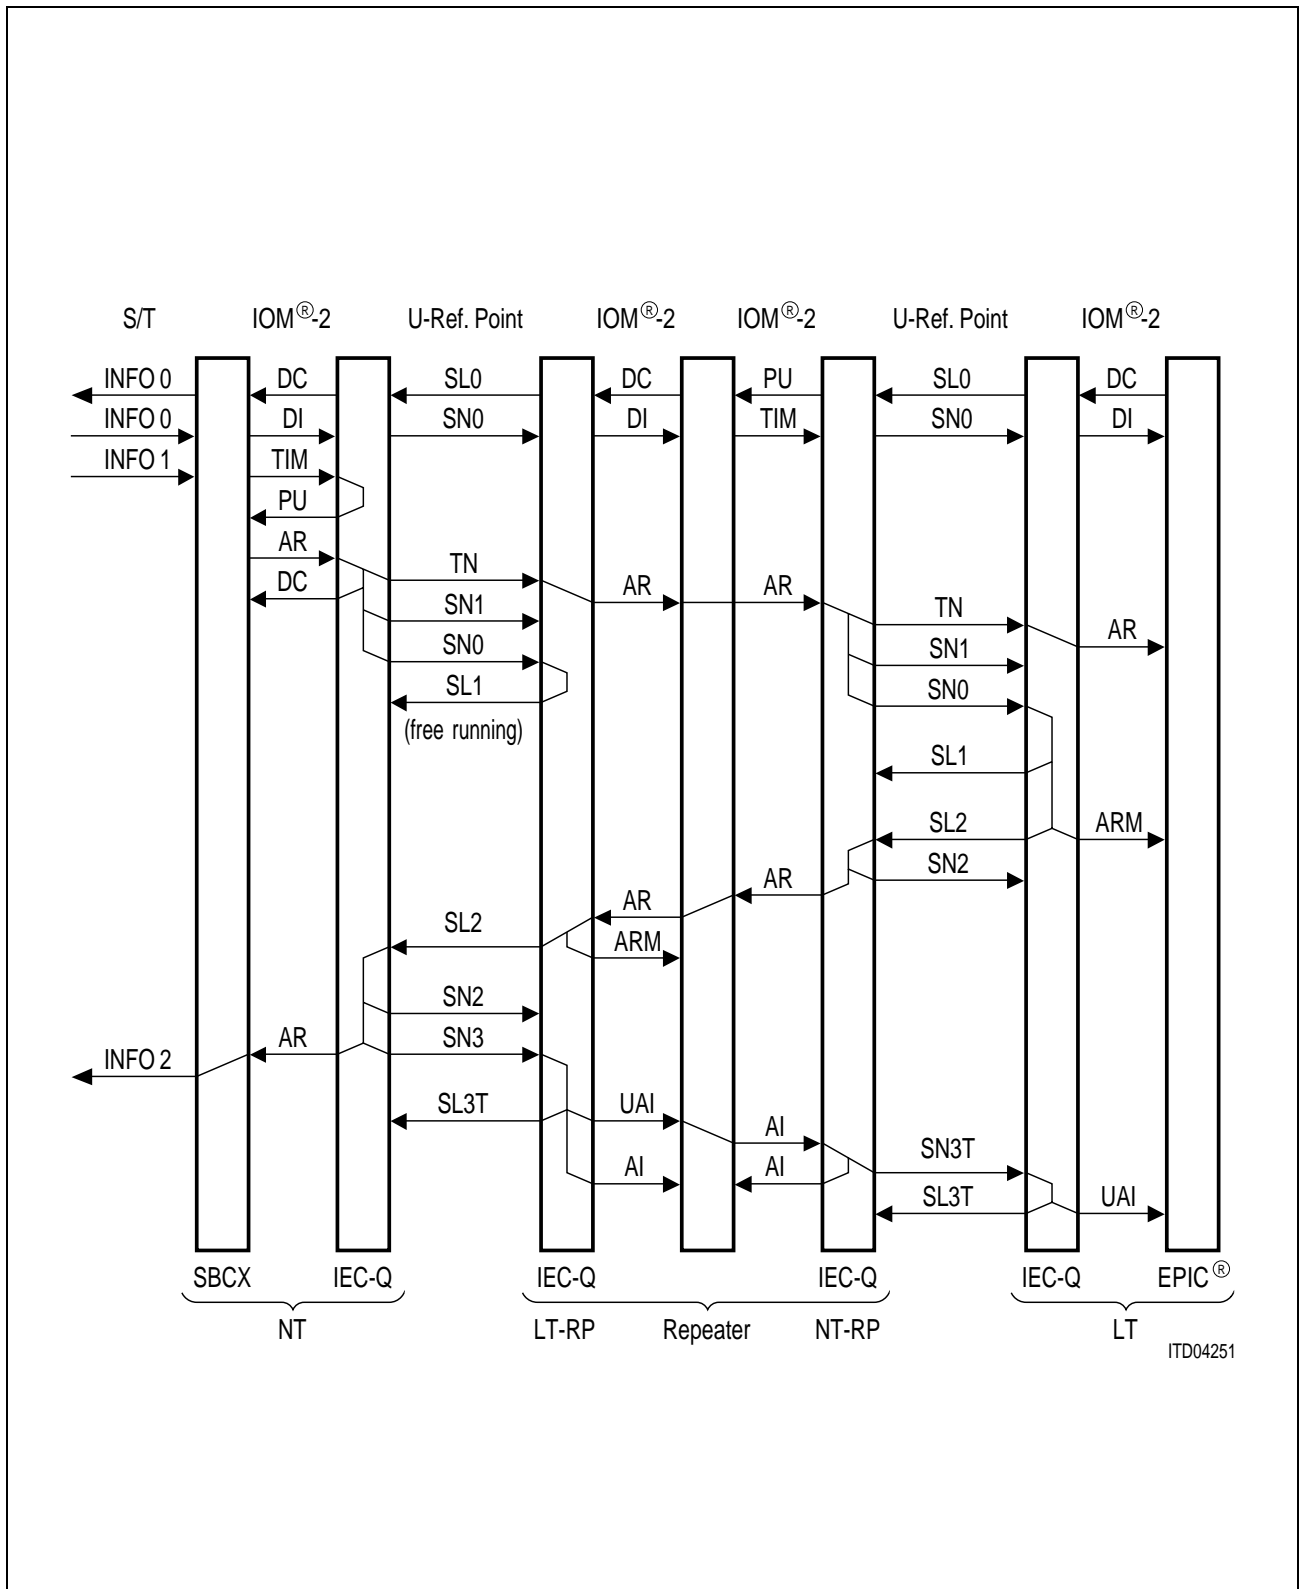 S/T IOM®-2 U-Ref. Point IOM®-2 IOM®-2 U-Ref. Point IOM®-2
INFO 0 DC SL0 DC PU SL0 DC
INFO 0 DI SN0 DI TIM SN0 DI
INFO 1 TIM
PU
AR
TN
DC AR AR
SN1 TN
AR
SN0 SN1
SL1 SN0
(free running)
SL1
SL2 ARM
SN2
AR
AR
SL2
ARM
SN2
AR SN3
INFO 2
SL3T UAI
AI
SN3T
AI AI
SL3T UAI
SBCX IEC-Q IEC-Q IEC-Q IEC-Q EPIC®
NT LT-RP Repeater NT-RP LT
ITD04251